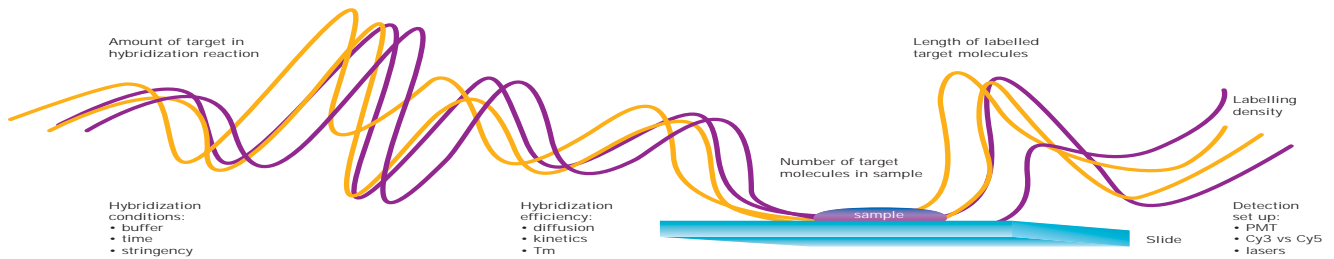 Amount of target in
hybridization reaction
Length of labelled
target molecules
Labelling
density
Number of target
molecules in sample
Hybridization
conditions:
• buffer
• time
• stringency
Hybridization
efficiency:
• diffusion
• kinetics
• Tm
sample
Slide
Detection
set up:
• PMT
• Cy3 vs Cy5
• lasers